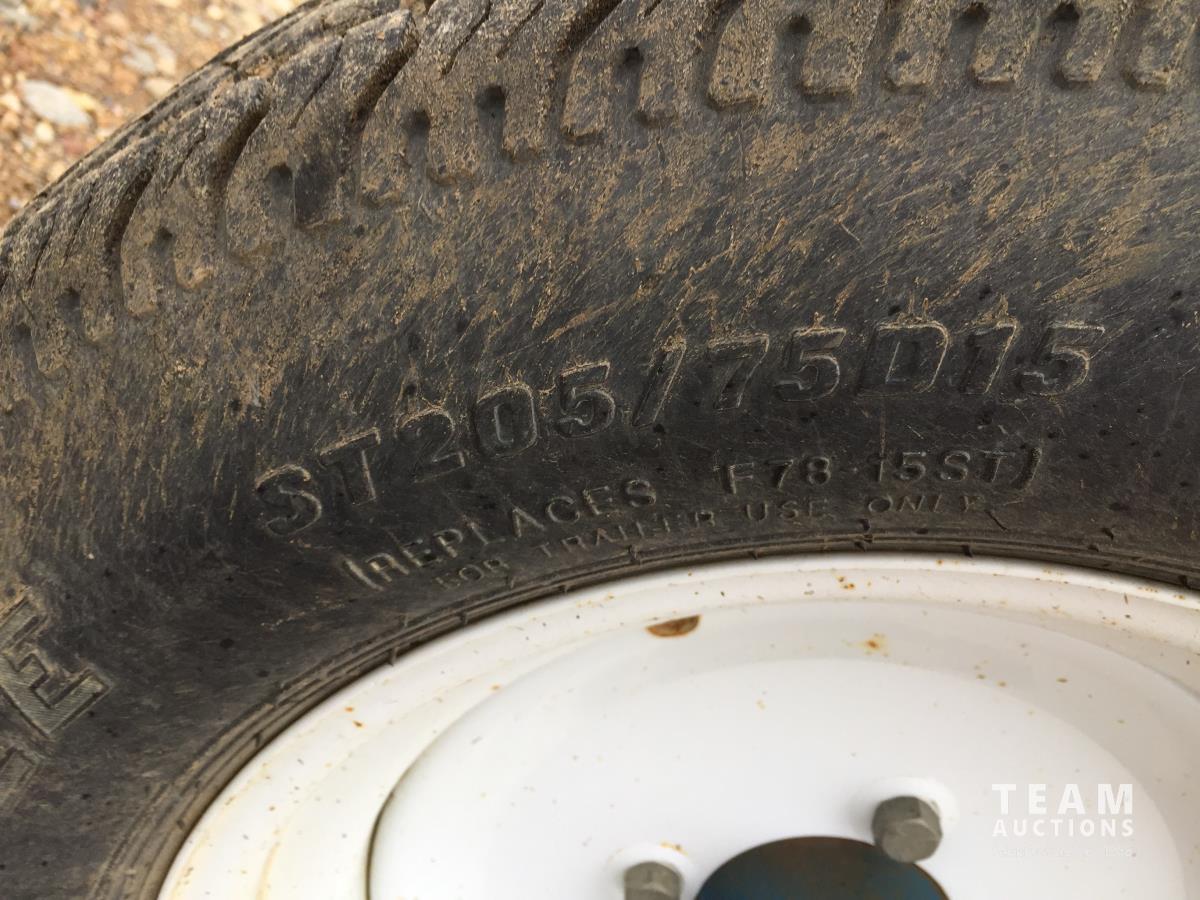 ST205/75D15
(REPLACES F78-15ST)
FOR TRAILER USE ONLY
E
TEAM
AUCTIONS